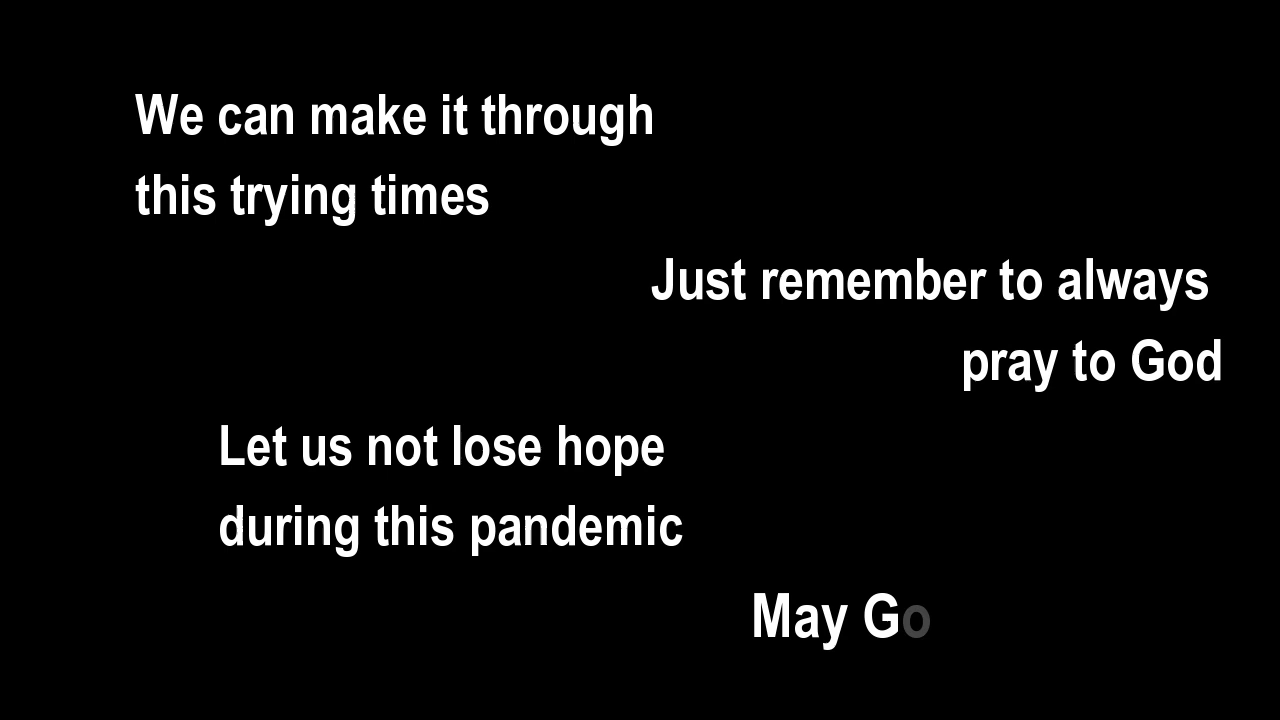 We can make it through
this trying times
Just remember to always
pray to God
Let us not lose hope
during this pandemic
May Go